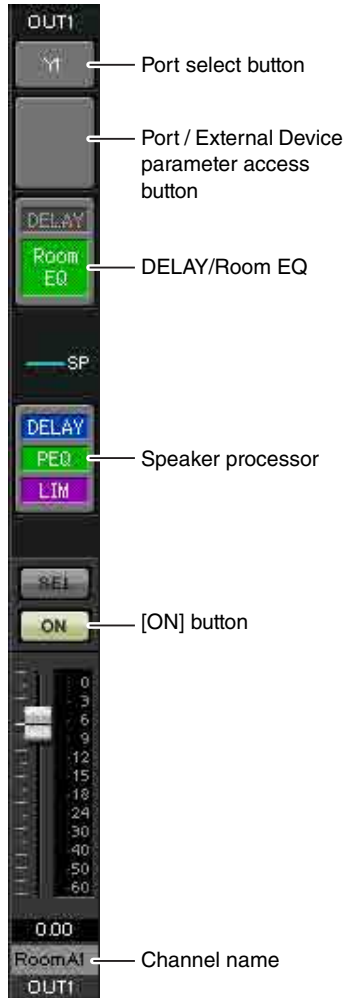 OUT1
Y1
Port select button
Port / External Device
parameter access
button
DELAY
Room
EQ
DELAY/Room EQ
SP
DELAY
PEQ
LIM
Speaker processor
SEL
ON
[ON] button
0
3
6
9
12
15
18
24
30
40
50
60
0.00
RoomA1
Channel name
OUT1